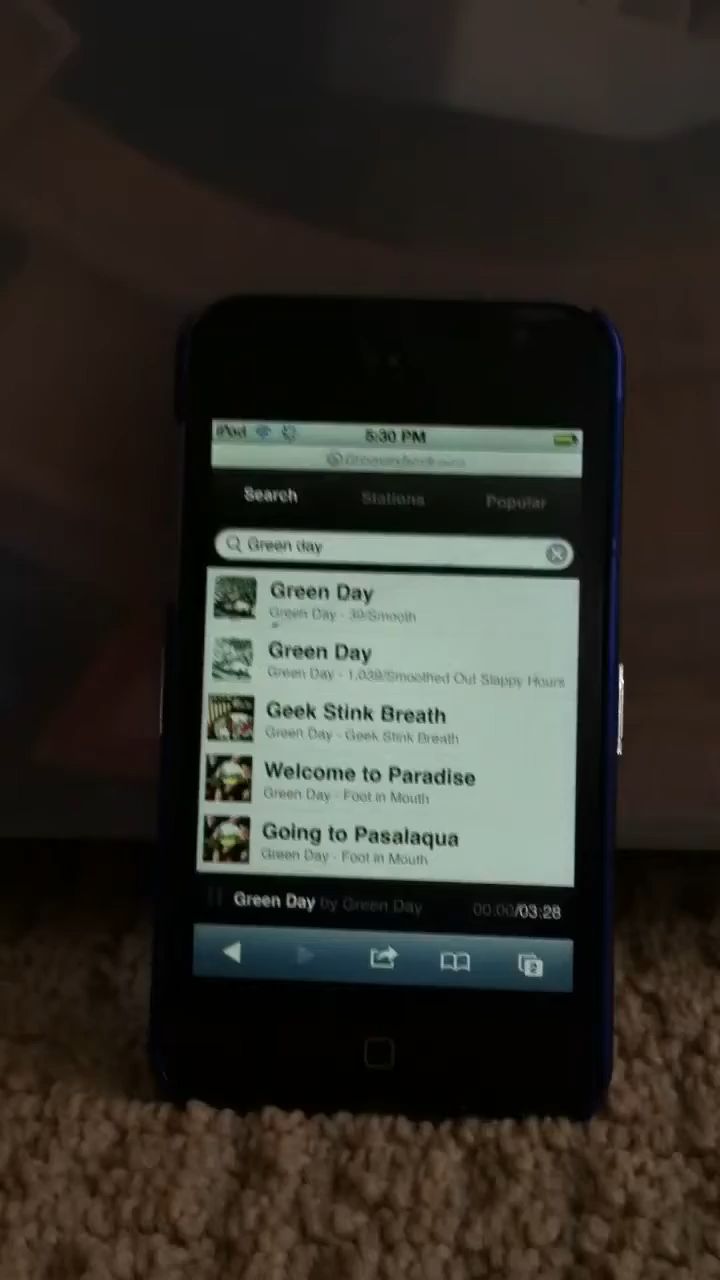 iPod 5:30 PM
Search Stations Popular
Green day
Green Day
Green Day - 39/Smooth
Green Day
Green Day - 1,039/Smoothed Out Slappy Hours
Geek Stink Breath
Green Day - Geek Stink Breath
Welcome to Paradise
Green Day - Foot in Mouth
Going to Pasalaqua
Green Day - Foot in Mouth
Green Day by Green Day 00:00/03:28
2